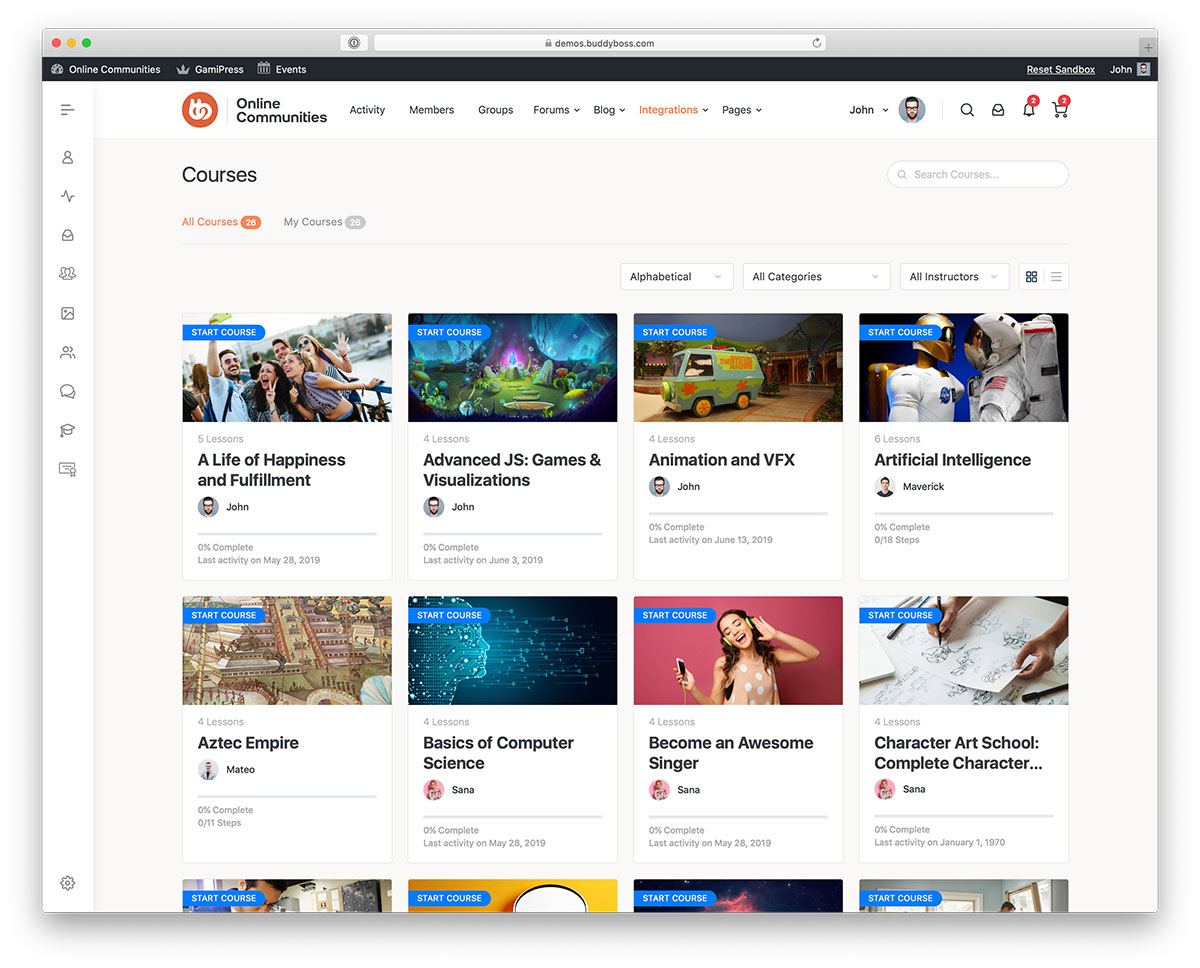 demos.buddyboss.com
Online Communities GamiPress Events Reset Sandbox John
Online
Communities
Activity Members Groups Forums Blog Integrations Pages John 2 2
Courses
Search Courses...
All Courses 26 My Courses 26
Alphabetical All Categories All Instructors
START COURSE START COURSE START COURSE START COURSE
THE MYSTERY MACHINE
NASA
5 Lessons
A Life of Happiness
and Fulfillment
John
0% Complete
Last activity on May 28, 2019
4 Lessons
Advanced JS: Games &
Visualizations
John
0% Complete
Last activity on June 3, 2019
4 Lessons
Animation and VFX
John
0% Complete
Last activity on June 13, 2019
6 Lessons
Artificial Intelligence
Maverick
0% Complete
0/18 Steps
START COURSE START COURSE START COURSE START COURSE
4 Lessons
Aztec Empire
Mateo
0% Complete
0/11 Steps
4 Lessons
Basics of Computer
Science
Sana
0% Complete
Last activity on May 28, 2019
4 Lessons
Become an Awesome
Singer
Sana
0% Complete
Last activity on May 28, 2019
4 Lessons
Character Art School:
Complete Character...
Sana
0% Complete
Last activity on January 1, 1970
START COURSE START COURSE START COURSE START COURSE